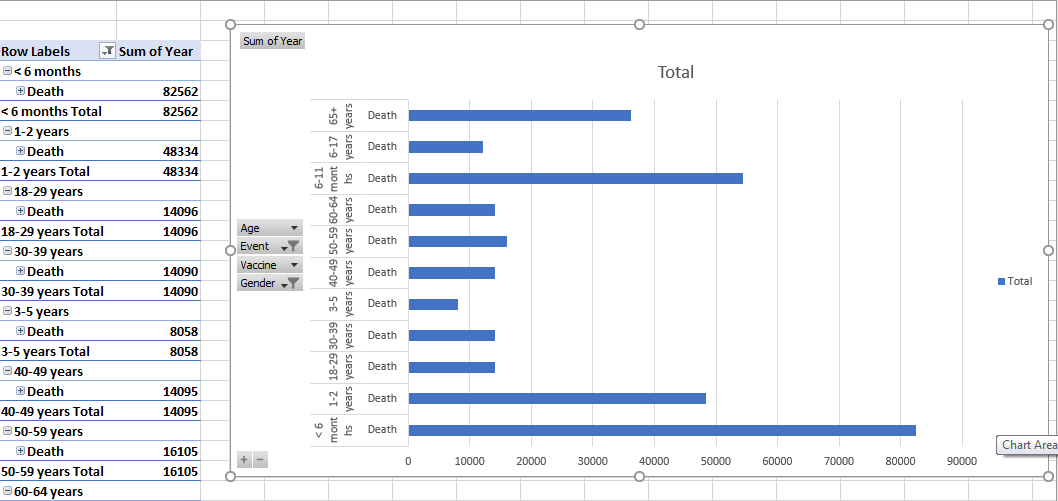 Row Labels Sum of Year
< 6 months
Death 82562
< 6 months Total 82562
1-2 years
Death 48334
1-2 years Total 48334
18-29 years
Death 14096
18-29 years Total 14096
30-39 years
Death 14090
30-39 years Total 14090
3-5 years
Death 8058
3-5 years Total 8058
40-49 years
Death 14095
40-49 years Total 14095
50-59 years
Death 16105
50-59 years Total 16105
60-64 years
Sum of Year
Total
65+ years Death
6-17 years Death
6-11 mont hs Death
60-64 years Death
50-59 years Death
40-49 years Death
3-5 years Death
30-39 years Death
18-29 years Death
1-2 years Death
< 6 mont hs Death
Age
Event
Vaccine
Gender
Total
Chart Area
0 10000 20000 30000 40000 50000 60000 70000 80000 90000